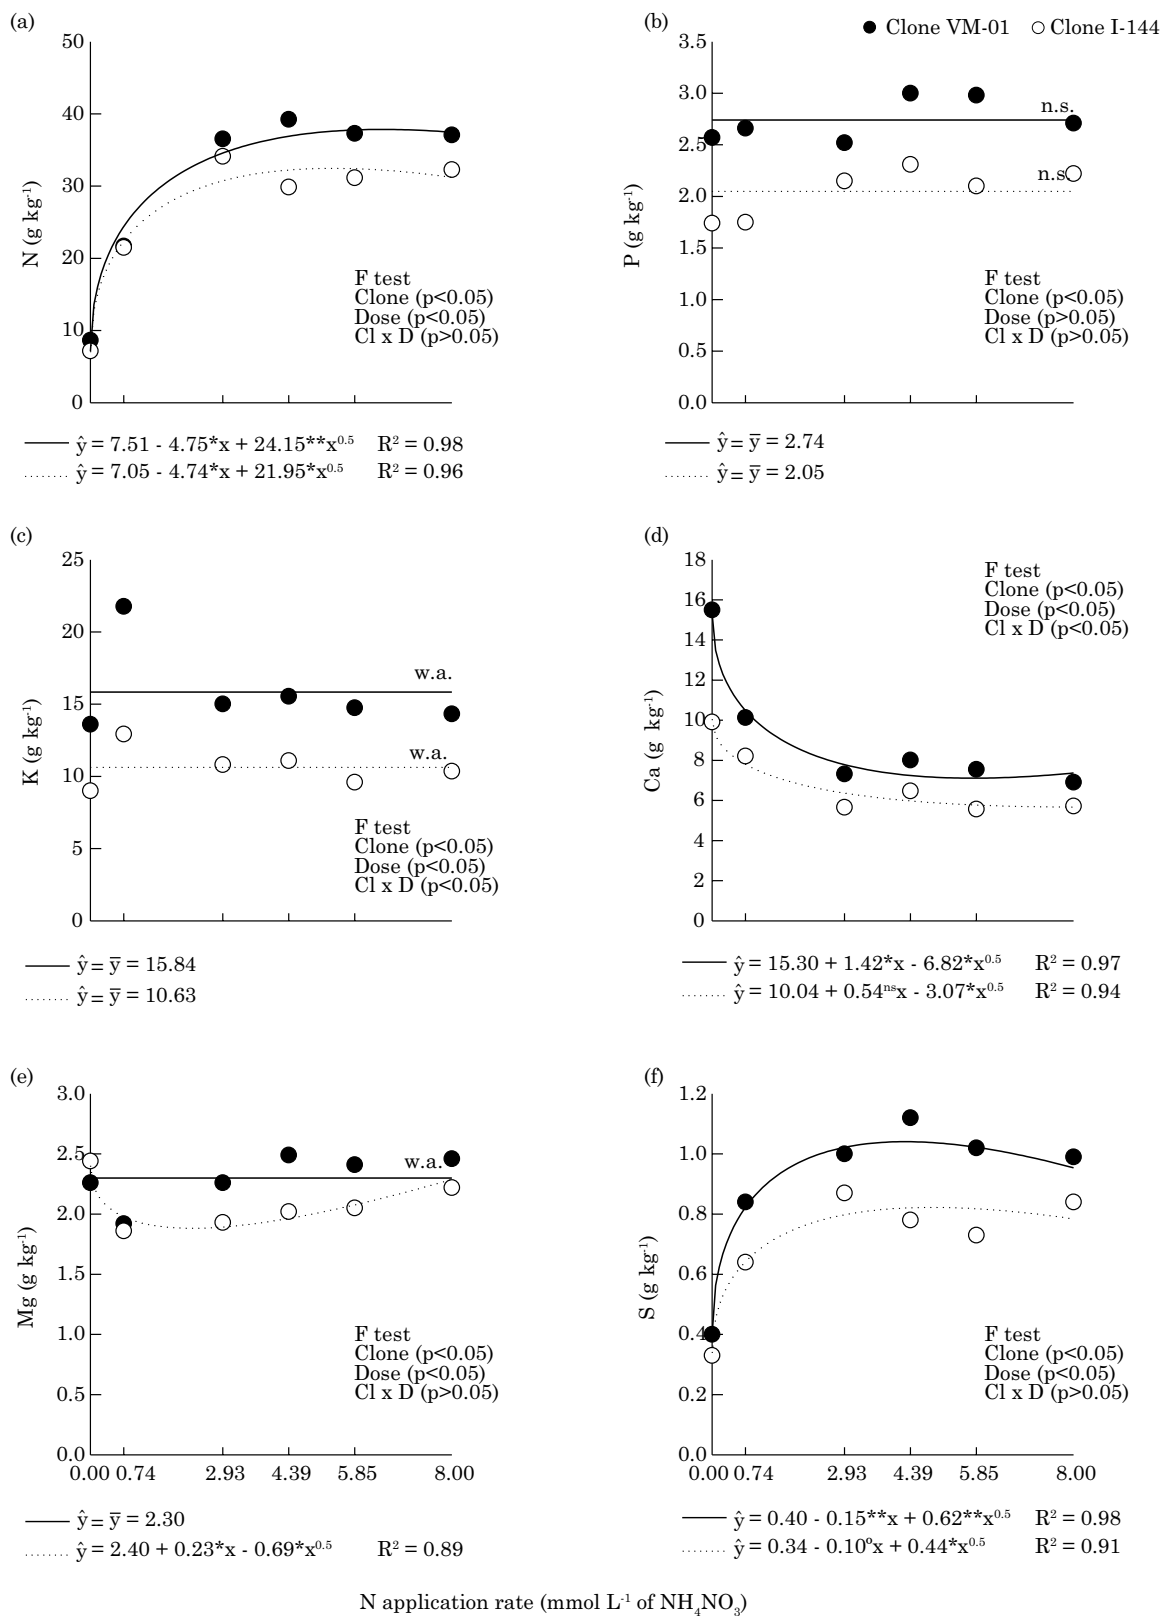 (a)
(b)
● Clone VM-01 ○ Clone I-144
50
40
30
20
10
0
N (g kg⁻¹)
F test
Clone (p<0.05)
Dose (p<0.05)
Cl x D (p>0.05)
ŷ = 7.51 - 4.75*x + 24.15**x⁰·⁵ R² = 0.98
ŷ = 7.05 - 4.74*x + 21.95*x⁰·⁵ R² = 0.96
3.5
3.0
2.5
2.0
1.5
1.0
0.5
0.0
P (g kg⁻¹)
n.s.
n.s.
F test
Clone (p<0.05)
Dose (p>0.05)
Cl x D (p>0.05)
ŷ = y̅ = 2.74
ŷ = y̅ = 2.05
(c)
25
20
15
10
5
0
K (g kg⁻¹)
w.a.
w.a.
F test
Clone (p<0.05)
Dose (p<0.05)
Cl x D (p<0.05)
ŷ = y̅ = 15.84
ŷ = y̅ = 10.63
(d)
18
16
14
12
10
8
6
4
2
0
Ca (g kg⁻¹)
F test
Clone (p<0.05)
Dose (p<0.05)
Cl x D (p<0.05)
ŷ = 15.30 + 1.42*x - 6.82*x⁰·⁵ R² = 0.97
ŷ = 10.04 + 0.54ⁿˢx - 3.07*x⁰·⁵ R² = 0.94
(e)
3.0
2.5
2.0
1.5
1.0
0.5
0.0
Mg (g kg⁻¹)
w.a.
F test
Clone (p<0.05)
Dose (p<0.05)
Cl x D (p>0.05)
0.00 0.74 2.93 4.39 5.85 8.00
ŷ = y̅ = 2.30
ŷ = 2.40 + 0.23*x - 0.69*x⁰·⁵ R² = 0.89
(f)
1.2
1.0
0.8
0.6
0.4
0.2
0.0
S (g kg⁻¹)
F test
Clone (p<0.05)
Dose (p<0.05)
Cl x D (p>0.05)
0.00 0.74 2.93 4.39 5.85 8.00
ŷ = 0.40 - 0.15**x + 0.62**x⁰·⁵ R² = 0.98
ŷ = 0.34 - 0.10ºx + 0.44*x⁰·⁵ R² = 0.91
N application rate (mmol L⁻¹ of NH₄NO₃)